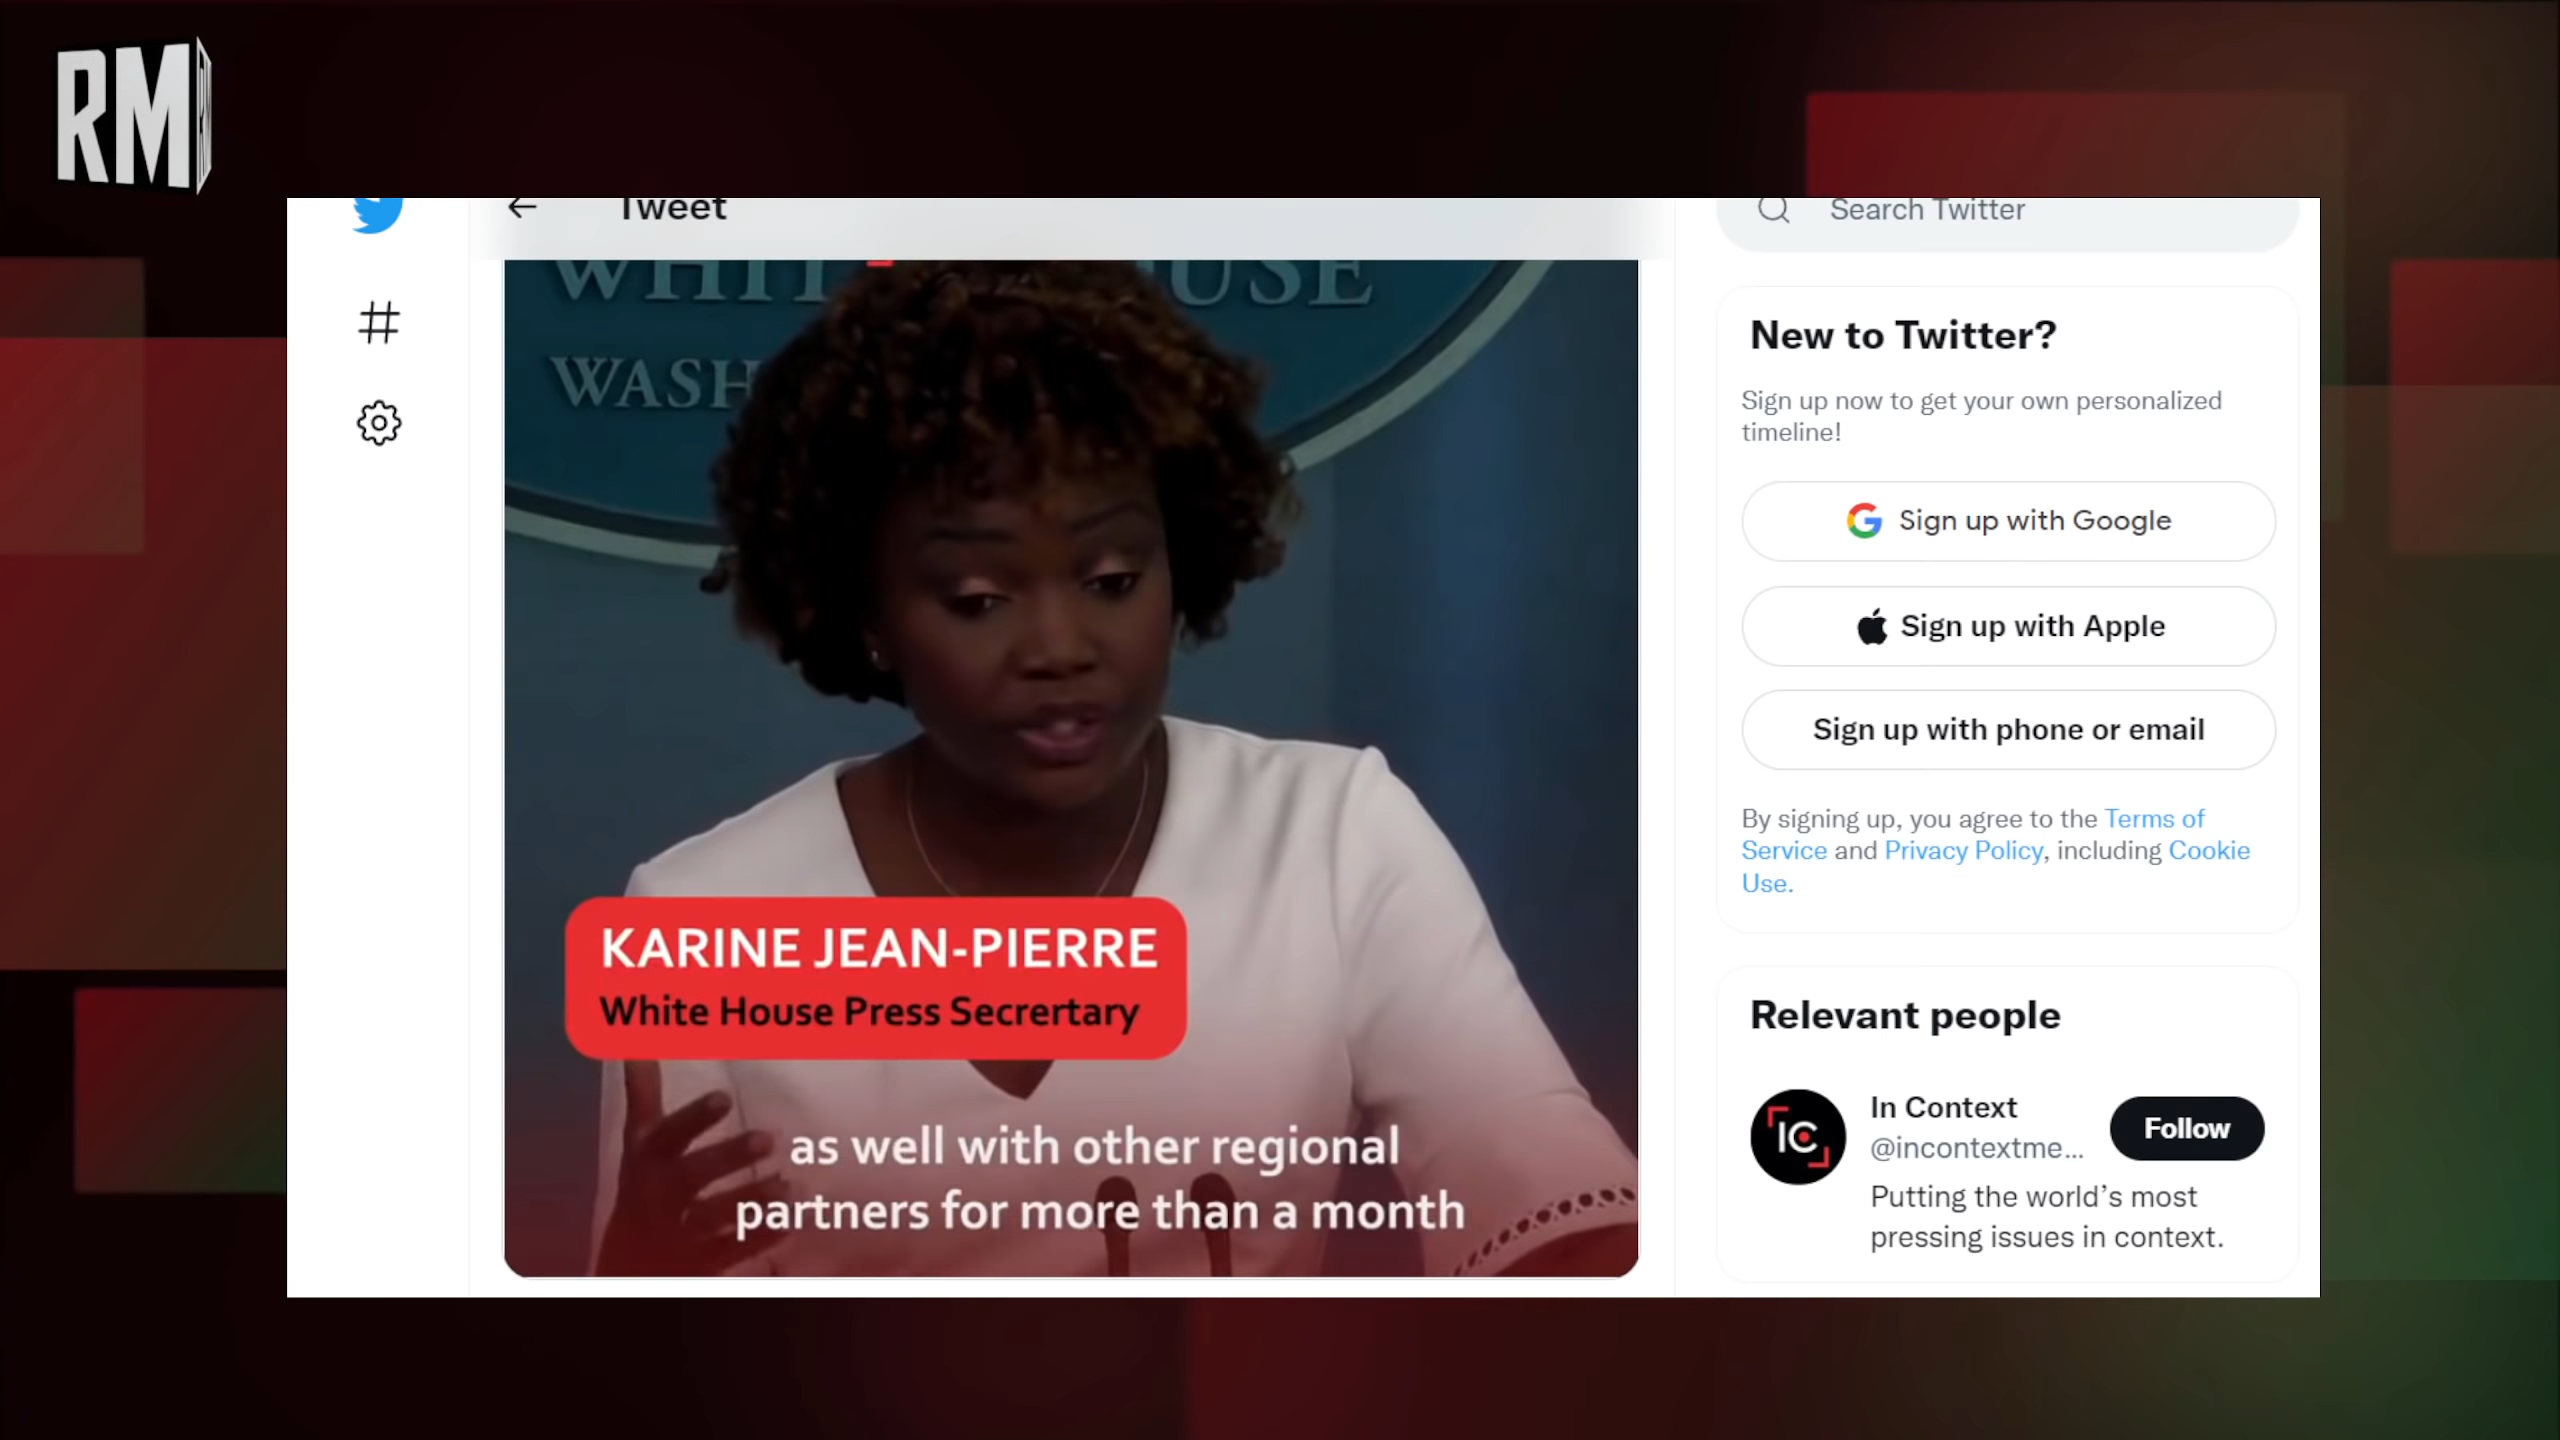 RM
Tweet
Search Twitter
WHIT
OUSE
WASH
New to Twitter?
Sign up now to get your own personalized
timeline!
Sign up with Google
Sign up with Apple
Sign up with phone or email
By signing up, you agree to the Terms of
Service and Privacy Policy, including Cookie
Use.
KARINE JEAN-PIERRE
White House Press Secrertary
as well with other regional
partners for more than a month
Relevant people
IC
In Context
@incontextme...
Follow
Putting the world’s most
pressing issues in context.